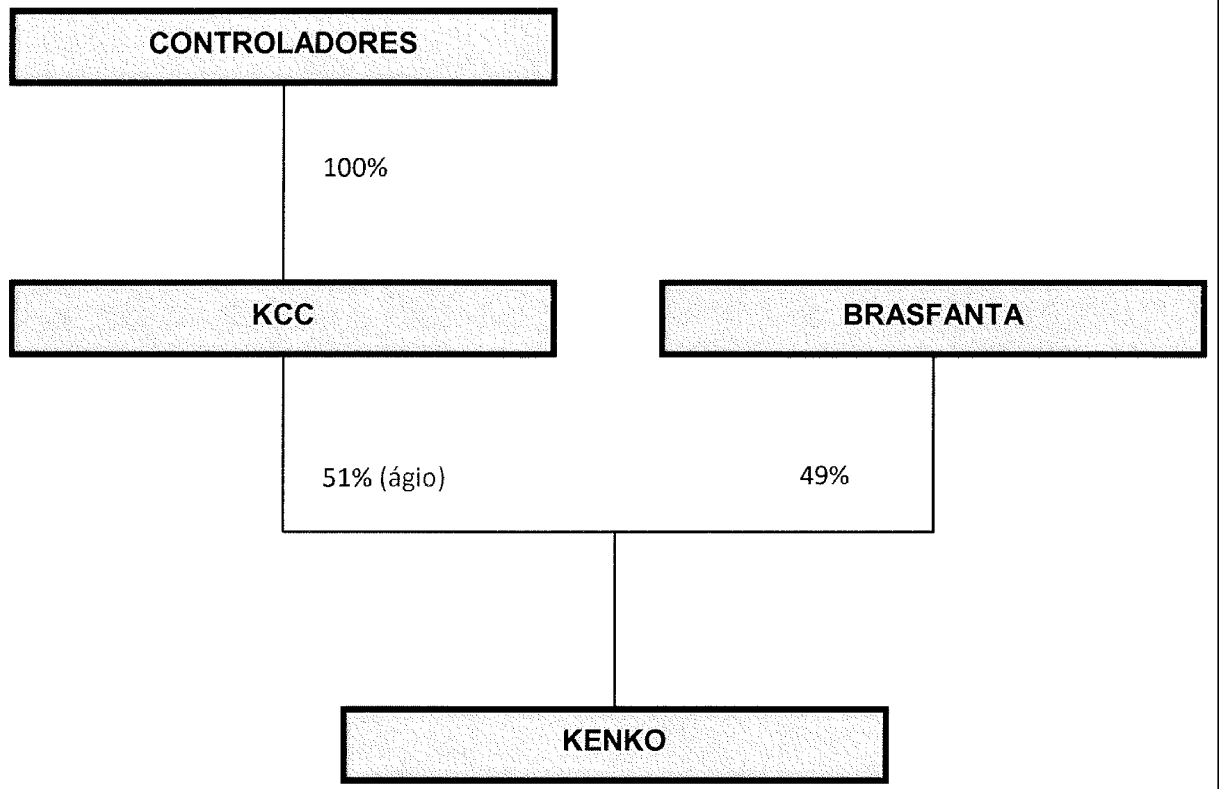 CONTROLADORES
100%
KCC
BRASFANTA
51% (ágio)
49%
KENKO